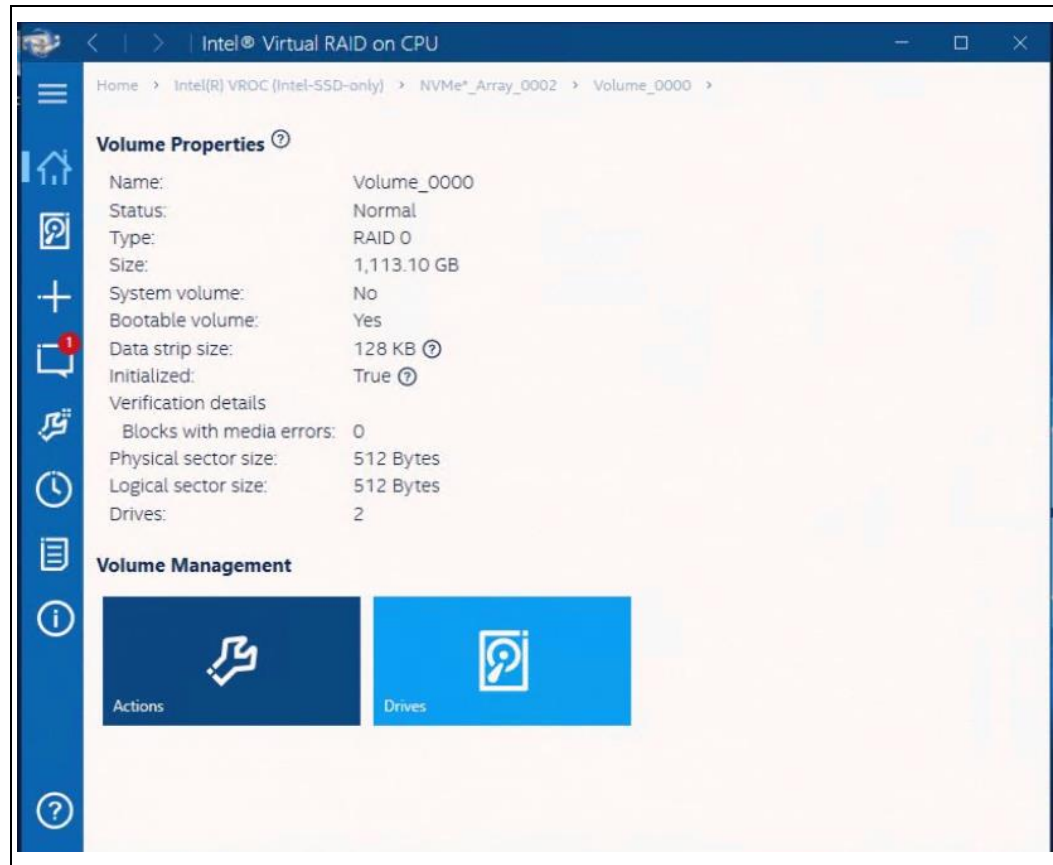 Intel® Virtual RAID on CPU
Home > Intel(R) VROC (Intel-SSD-only) > NVMe*_Array_0002 > Volume_0000 >
Volume Properties ?
Name: Volume_0000
Status: Normal
Type: RAID 0
Size: 1,113.10 GB
System volume: No
Bootable volume: Yes
Data strip size: 128 KB ?
1
Initialized: True ?
Verification details
Blocks with media errors: 0
Physical sector size: 512 Bytes
Logical sector size: 512 Bytes
Drives: 2
Volume Management
Actions Drives